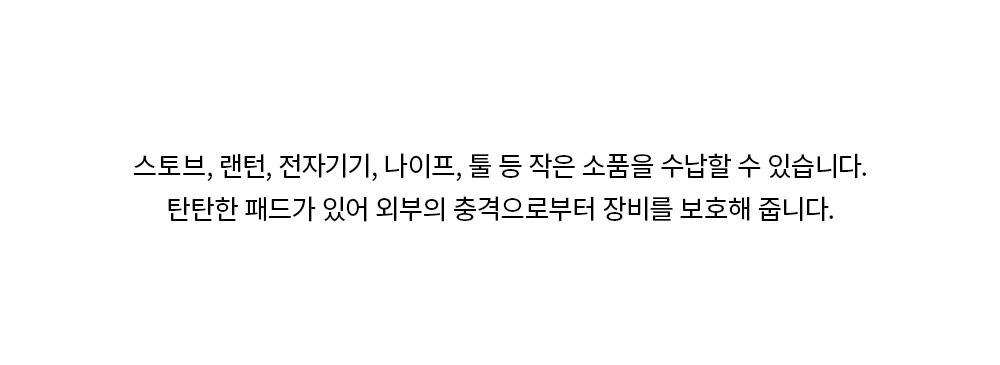 스토브, 랜턴, 전자기기, 나이프, 툴 등 작은 소품을 수납할 수 있습니다.
탄탄한 패드가 있어 외부의 충격으로부터 장비를 보호해 줍니다.